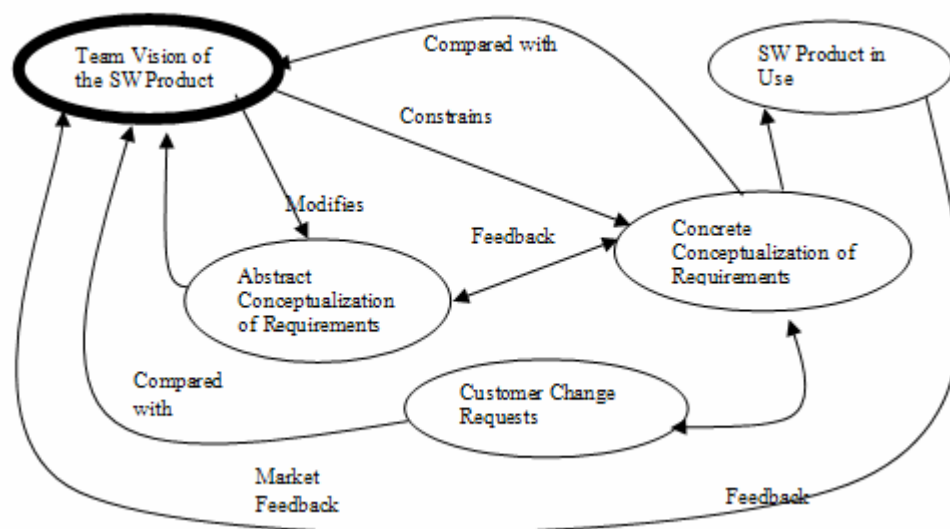 Team Vision of
the SW Product
Compared with
SW Product in
Use
Constrains
Modifies
Feedback
Concrete
Conceptualization of
Requirements
Abstract
Conceptualization
of Requirements
Compared
with
Customer Change
Requests
Market
Feedback
Feedback